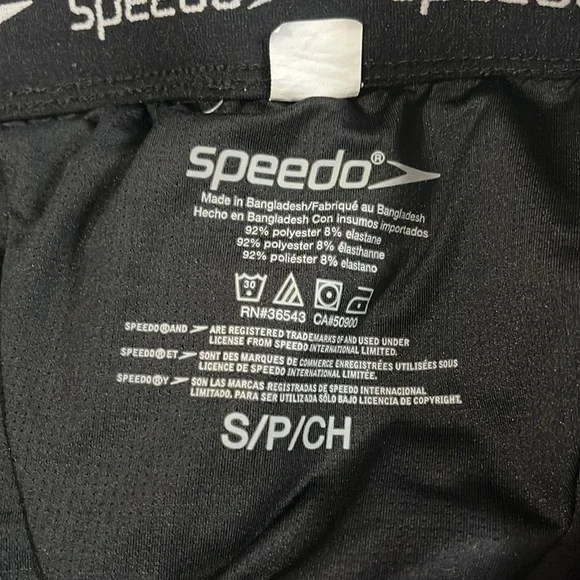 speedo
speedo®
Made in Bangladesh/Fabriqué au Bangladesh
Hecho en Bangladesh Con insumos importados
92% polyester 8% elastane
92% polyester 8% élasthanne
92% poliéster 8% elastano
30
RN#36543 CA#50900
SPEEDO®AND ARE REGISTERED TRADEMARKS OF AND USED UNDER
LICENSE FROM SPEEDO INTERNATIONAL LIMITED.
SPEEDO®ET SONT DES MARQUES DE COMMERCE ENREGISTRÉES UTILISÉES SOUS
LICENCE DE SPEEDO INTERNATIONAL LIMITÉE.
SPEEDO®Y SON LAS MARCAS REGISTRADAS DE SPEEDO INTERNACIONAL
LIMITADO. PARA SER UTILIZADA SÓLO BAJO LICENCIA DE COPYRIGHT.
S/P/CH